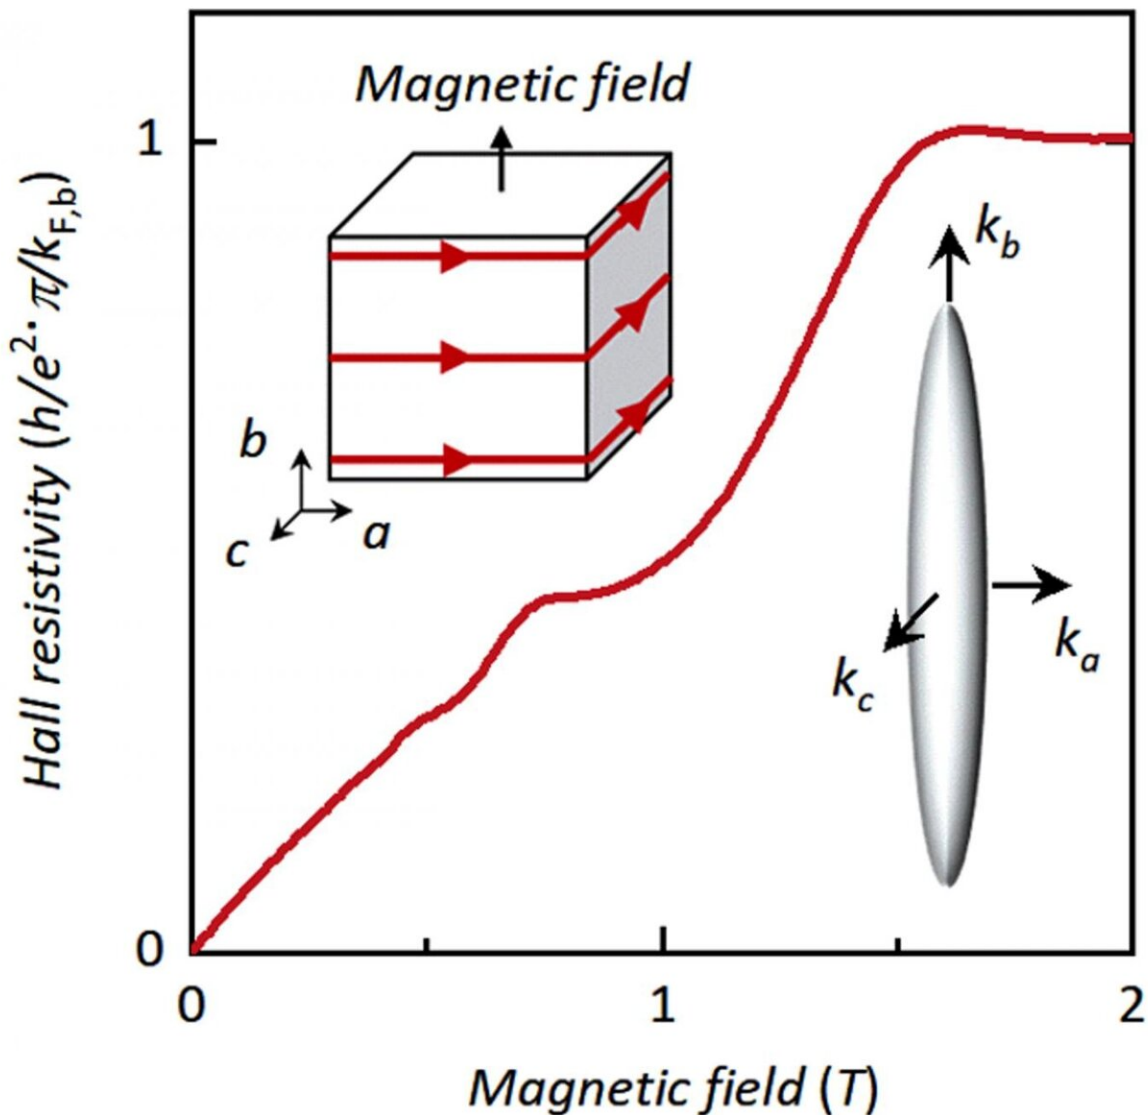 Magnetic field
1
Hall resistivity (h/e²· π/k_F,b)
k_b
b
a
c
k_a
k_c
0
0
1
2
Magnetic field (T)